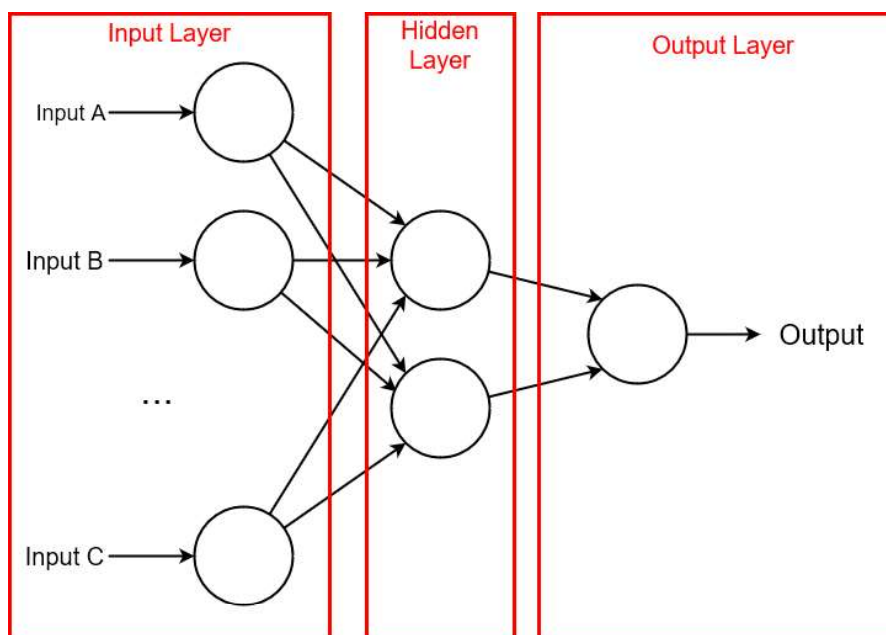 Input Layer
Hidden
Layer
Output Layer
Input A
Input B
Output
...
Input C